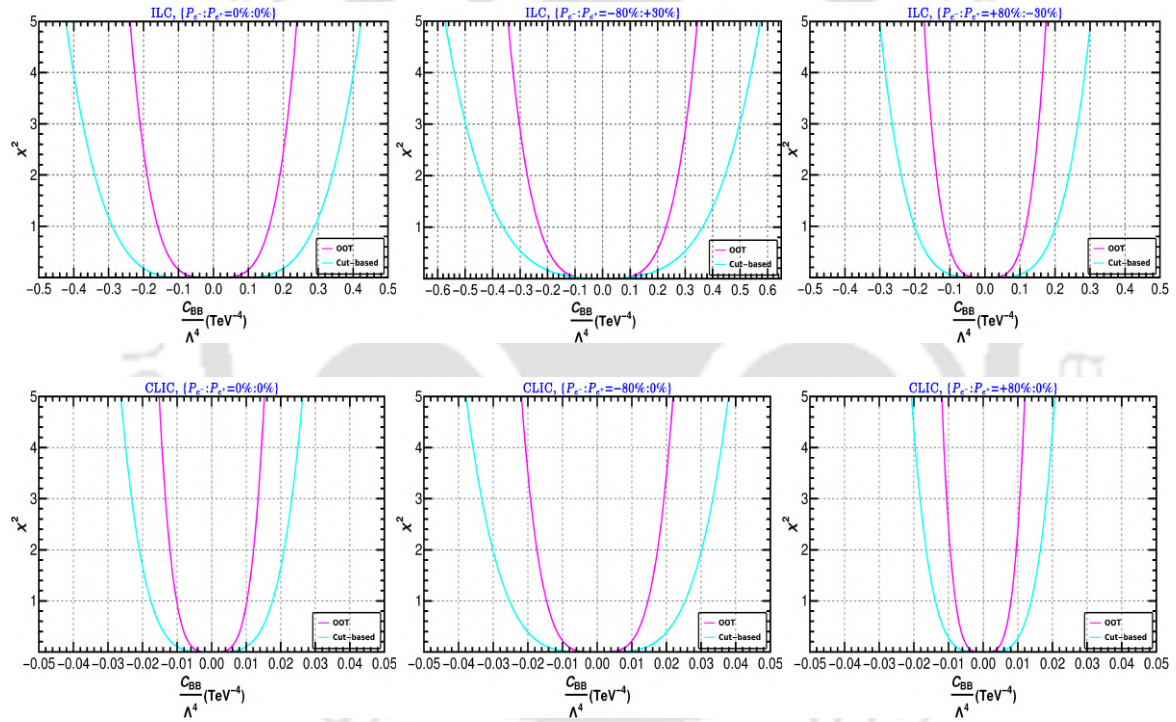 ILC, {P_e⁻:P_e⁺=0%:0%}
5
4
3
2
1
χ²
OOT
Cut-based
−0.5 −0.4 −0.3 −0.2 −0.1 0.0 0.1 0.2 0.3 0.4 0.5
C_BB
Λ⁴ (TeV⁻⁴)
ILC, {P_e⁻:P_e⁺=−80%:+30%}
5
4
3
2
1
χ²
OOT
Cut-based
−0.6 −0.5 −0.4 −0.3 −0.2 −0.1 0.0 0.1 0.2 0.3 0.4 0.5 0.6
C_BB
Λ⁴ (TeV⁻⁴)
ILC, {P_e⁻:P_e⁺=+80%:−30%}
5
4
3
2
1
χ²
OOT
Cut-based
−0.5 −0.4 −0.3 −0.2 −0.1 0.0 0.1 0.2 0.3 0.4 0.5
C_BB
Λ⁴ (TeV⁻⁴)
CLIC, {P_e⁻:P_e⁺=0%:0%}
5
4
3
2
1
χ²
OOT
Cut-based
−0.05 −0.04 −0.03 −0.02 −0.01 0.00 0.01 0.02 0.03 0.04 0.05
C_BB
Λ⁴ (TeV⁻⁴)
CLIC, {P_e⁻:P_e⁺=−80%:0%}
5
4
3
2
1
χ²
OOT
Cut-based
−0.05 −0.04 −0.03 −0.02 −0.01 0.00 0.01 0.02 0.03 0.04 0.05
C_BB
Λ⁴ (TeV⁻⁴)
CLIC, {P_e⁻:P_e⁺=+80%:0%}
5
4
3
2
1
χ²
OOT
Cut-based
−0.05 −0.04 −0.03 −0.02 −0.01 0.00 0.01 0.02 0.03 0.04 0.05
C_BB
Λ⁴ (TeV⁻⁴)